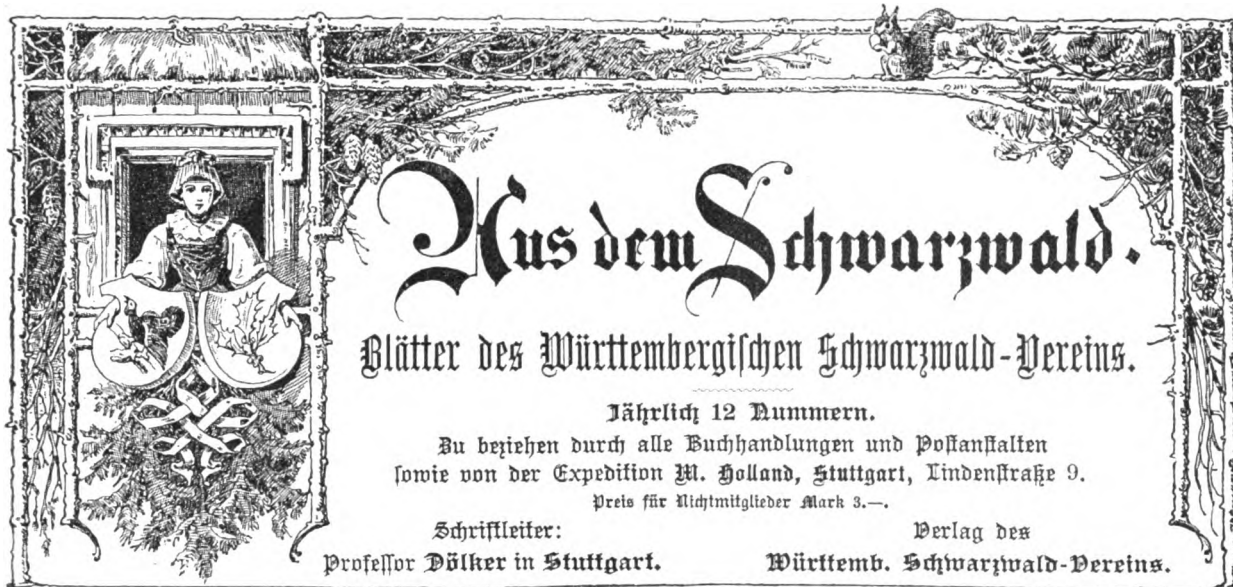 Aus dem Schwarzwald.
Blätter des Württembergischen Schwarzwald-Vereins.
Jährlich 12 Nummern.
Zu beziehen durch alle Buchhandlungen und Postanstalten
sowie von der Expedition M. Holland, Stuttgart, Lindenstraße 9.
Preis für Nichtmitglieder Mark 3.—.
Schriftleiter:
Professor Dölker in Stuttgart.
Verlag des
Württemb. Schwarzwald-Vereins.